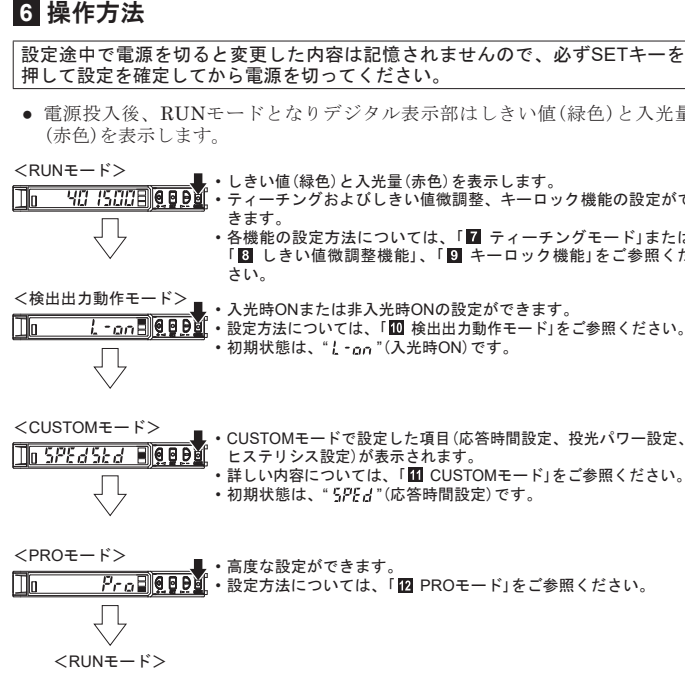 6 操作方法
設定途中で電源を切ると変更した内容は記憶されませんので、必ずSETキーを
押して設定を確定してから電源を切ってください。
● 電源投入後、RUNモードとなりデジタル表示部はしきい値(緑色)と入光量
(赤色)を表示します。
＜RUNモード＞
40 1500
・しきい値(緑色)と入光量(赤色)を表示します。
・ティーチングおよびしきい値微調整、キーロック機能の設定がで
きます。
・各機能の設定方法については、「7 ティーチングモード」または
「8 しきい値微調整機能」、「9 キーロック機能」をご参照くだ
さい。
＜検出出力動作モード＞
L-on
・入光時ONまたは非入光時ONの設定ができます。
・設定方法については、「10 検出出力動作モード」をご参照ください。
・初期状態は、“L-on”(入光時ON)です。
＜CUSTOMモード＞
SPEdStd
・CUSTOMモードで設定した項目(応答時間設定、投光パワー設定、
ヒステリシス設定)が表示されます。
・詳しい内容については、「11 CUSTOMモード」をご参照ください。
・初期状態は、“SPEd”(応答時間設定)です。
＜PROモード＞
Pro
・高度な設定ができます。
・設定方法については、「12 PROモード」をご参照ください。
＜RUNモード＞